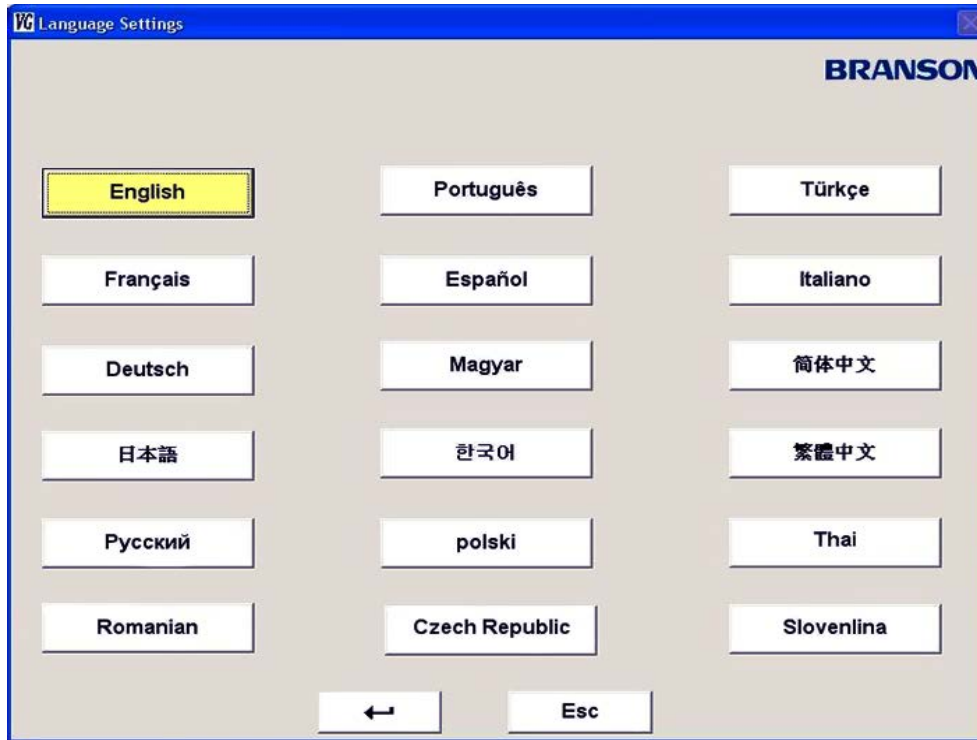 VG Language Settings
BRANSON
English Português Türkçe
Français Español Italiano
Deutsch Magyar 简体中文
日本語 한국어 繁體中文
Русский polski Thai
Romanian Czech Republic Slovenlina
Esc